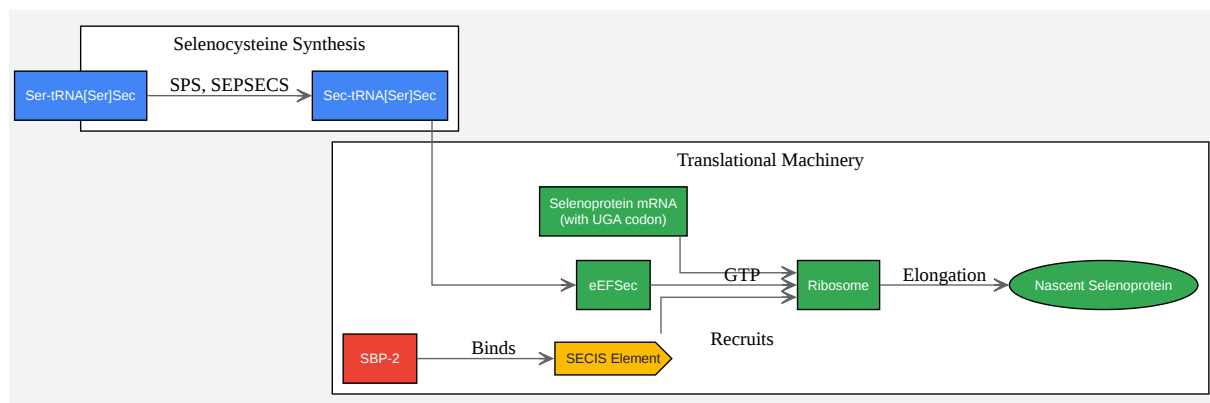 Selenocysteine Synthesis
Ser-tRNA[Ser]Sec
SPS, SEPSECS
Sec-tRNA[Ser]Sec
Translational Machinery
Selenoprotein mRNA
(with UGA codon)
eEFSec
GTP
Ribosome
Elongation
Nascent Selenoprotein
SBP-2
Binds
SECIS Element
Recruits